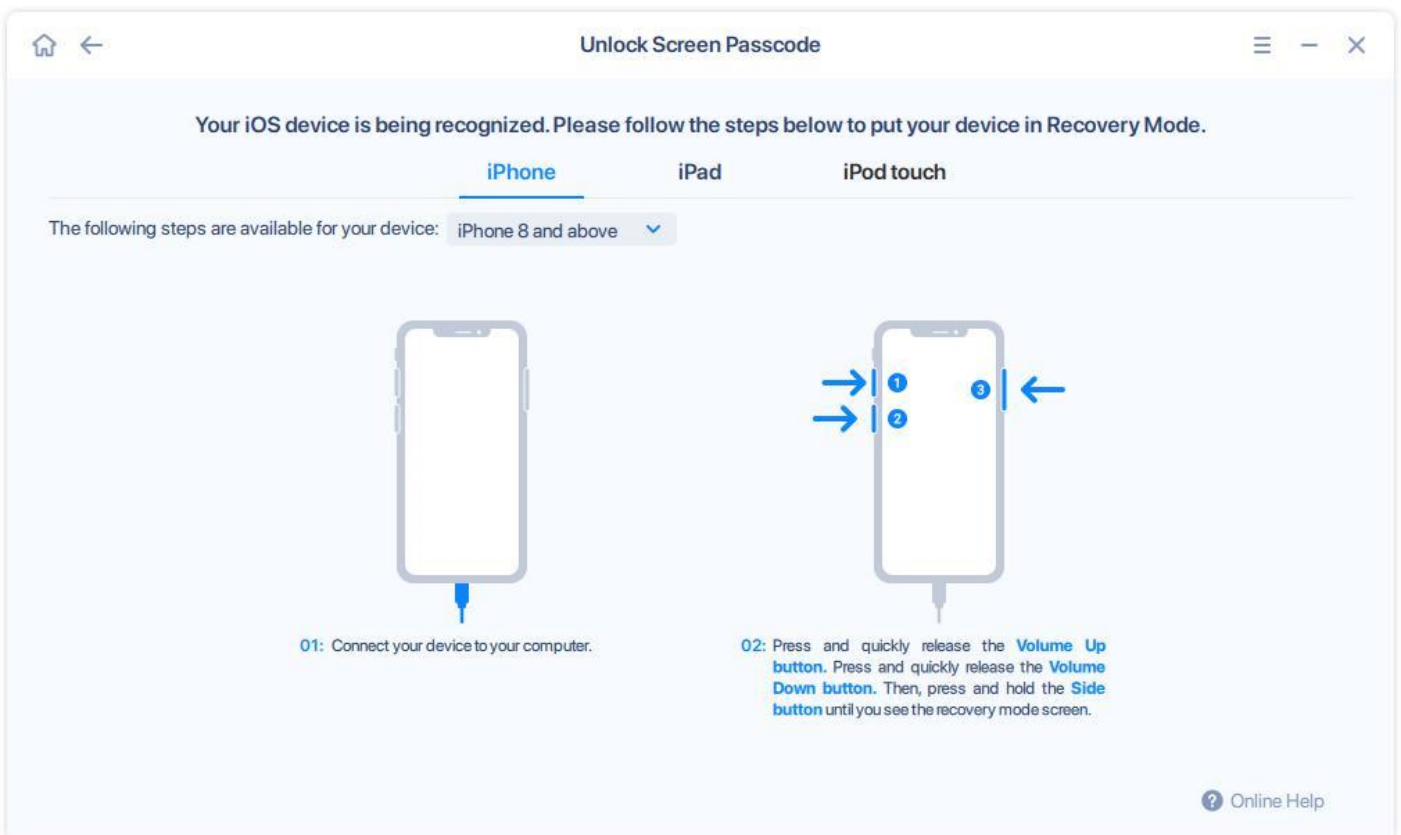 Unlock Screen Passcode
Your iOS device is being recognized. Please follow the steps below to put your device in Recovery Mode.
iPhone iPad iPod touch
The following steps are available for your device: iPhone 8 and above
1
3
2
01: Connect your device to your computer.
02: Press and quickly release the Volume Up
button. Press and quickly release the Volume
Down button. Then, press and hold the Side
button until you see the recovery mode screen.
? Online Help